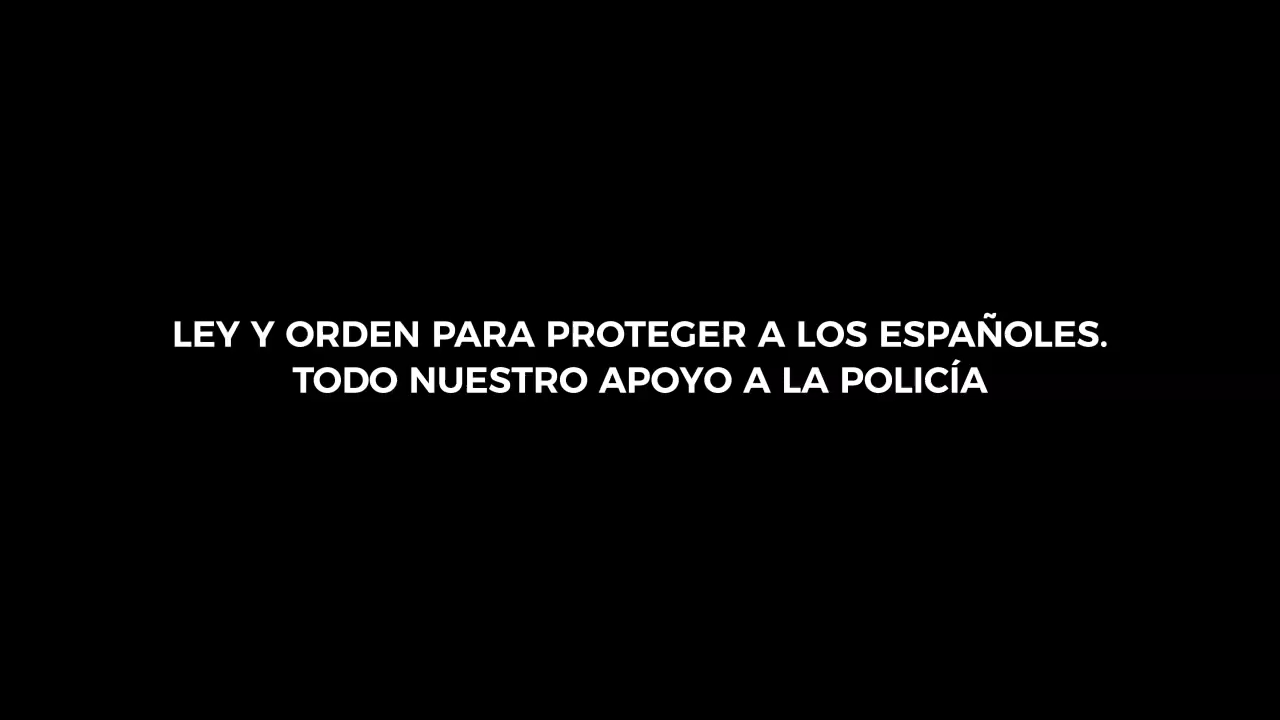 LEY Y ORDEN PARA PROTEGER A LOS ESPAÑOLES.
TODO NUESTRO APOYO A LA POLICÍA